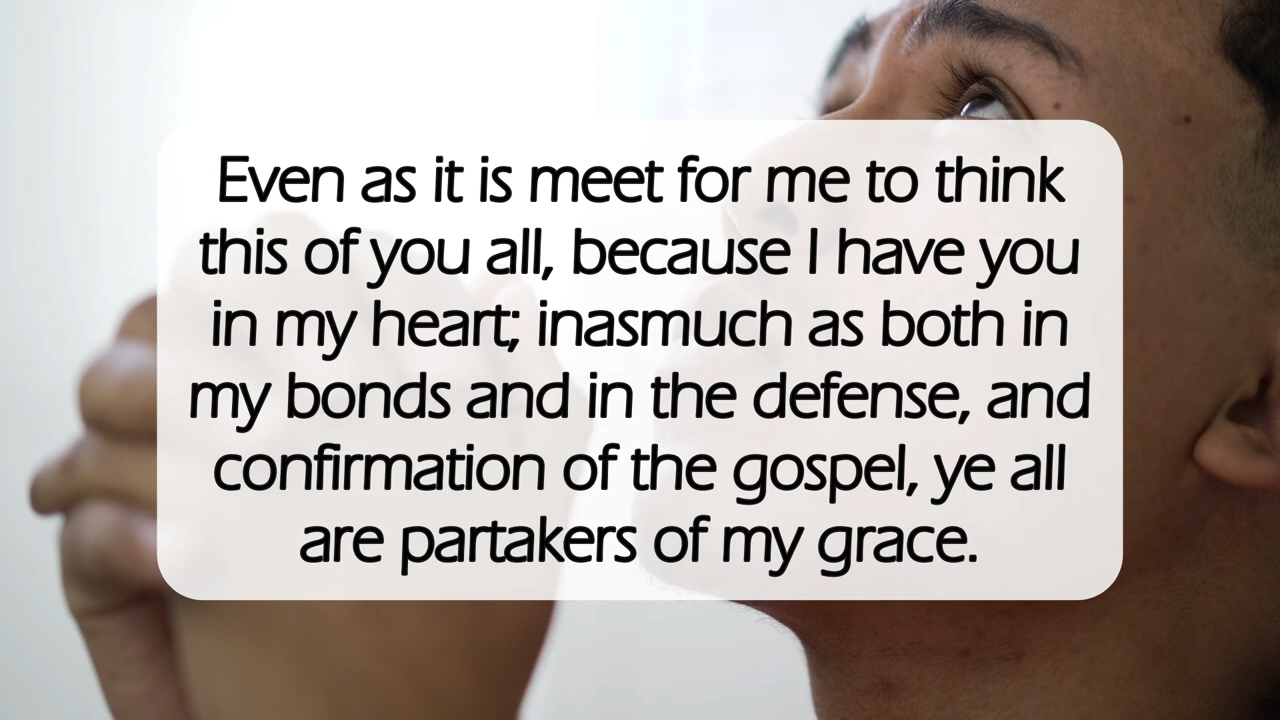 Even as it is meet for me to think
this of you all, because I have you
in my heart; inasmuch as both in
my bonds and in the defense, and
confirmation of the gospel, ye all
are partakers of my grace.